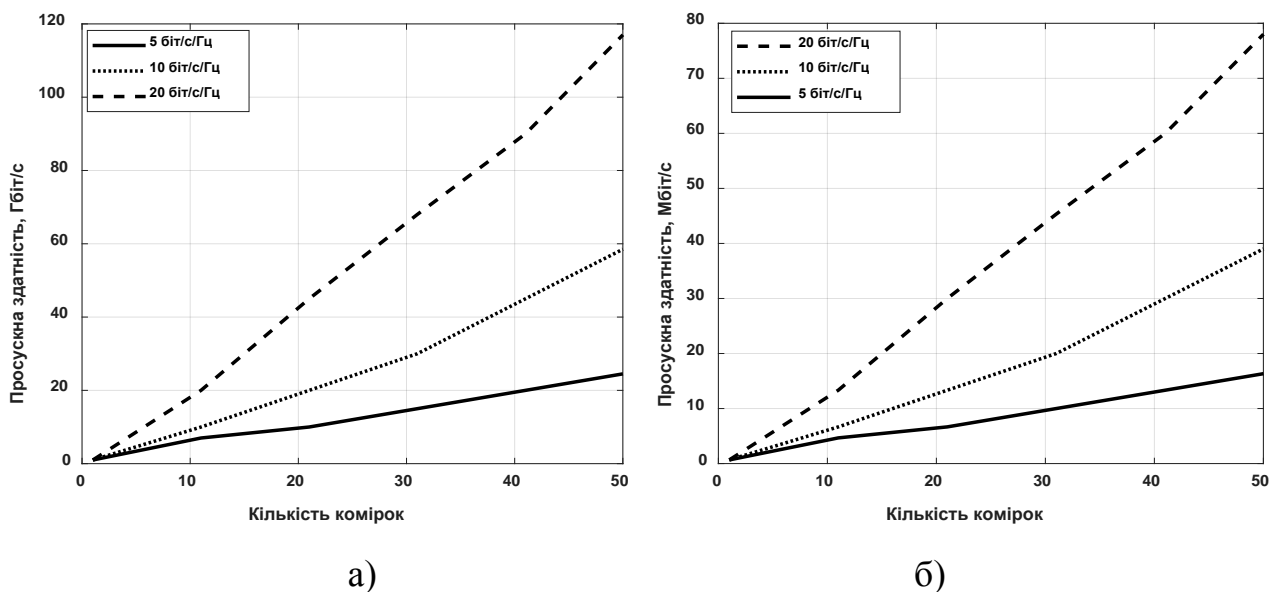 120
100
80
60
40
20
0
5 біт/с/Гц
10 біт/с/Гц
20 біт/с/Гц
Просускна здатність, Гбіт/с
0 10 20 30 40 50
Кількість комірок
а)
80
70
60
50
40
30
20
10
0
20 біт/с/Гц
10 біт/с/Гц
5 біт/с/Гц
Просускна здатність, Мбіт/с
0 10 20 30 40 50
Кількість комірок
б)